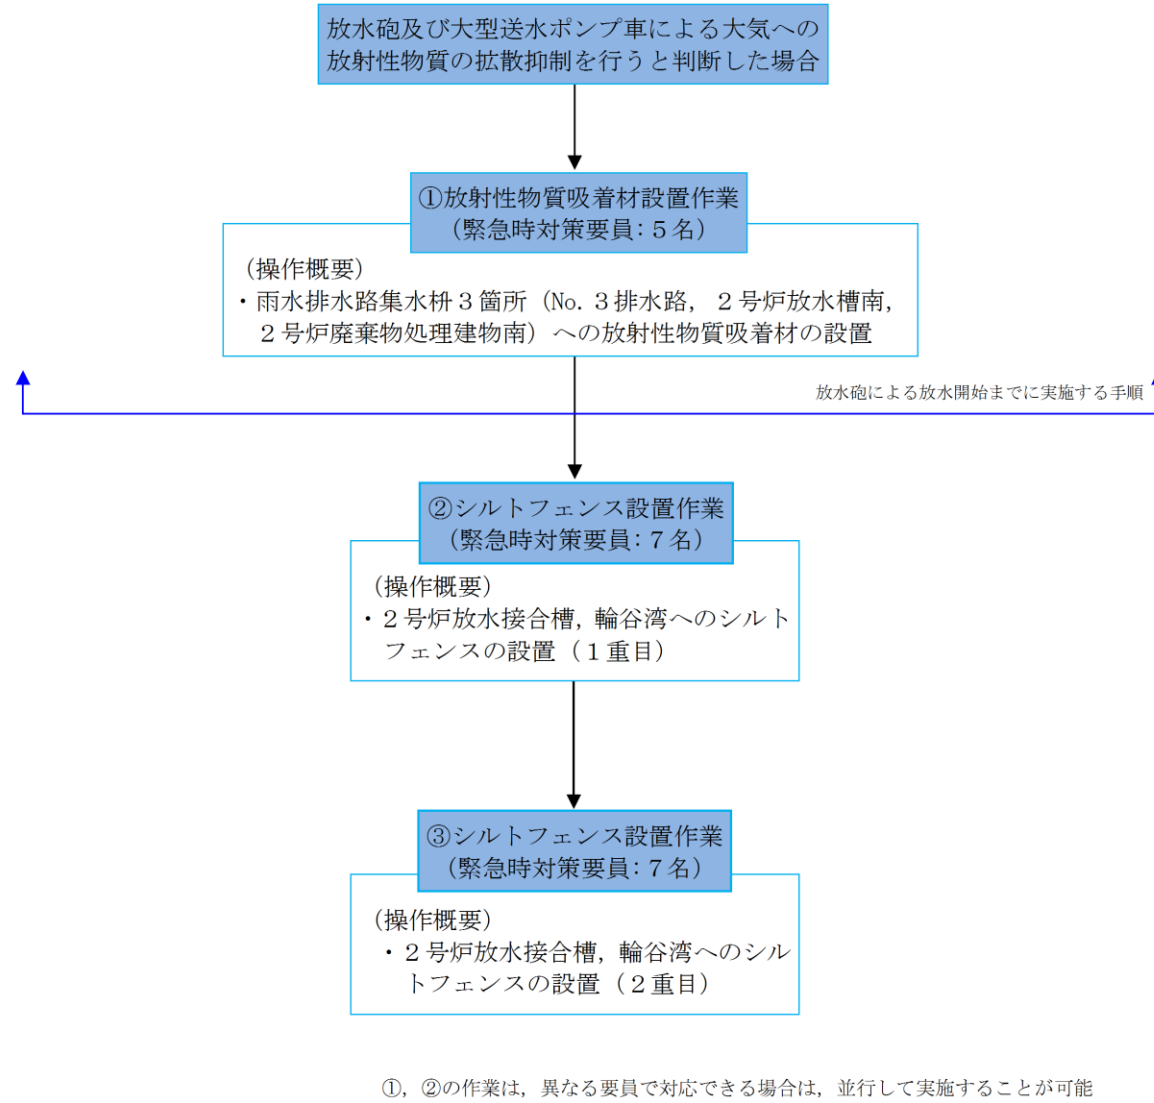 放水砲及び大型送水ポンプ車による大気への
放射性物質の拡散抑制を行うと判断した場合
①放射性物質吸着材設置作業
（緊急時対策要員：５名）
（操作概要）
・雨水排水路集水枡３箇所（No.３排水路，２号炉放水槽南，
２号炉廃棄物処理建物南）への放射性物質吸着材の設置
放水砲による放水開始までに実施する手順
②シルトフェンス設置作業
（緊急時対策要員：７名）
（操作概要）
・２号炉放水接合槽，輪谷湾へのシルト
フェンスの設置（１重目）
③シルトフェンス設置作業
（緊急時対策要員：７名）
（操作概要）
・２号炉放水接合槽，輪谷湾へのシル
トフェンスの設置（２重目）
①，②の作業は，異なる要員で対応できる場合は，並行して実施することが可能